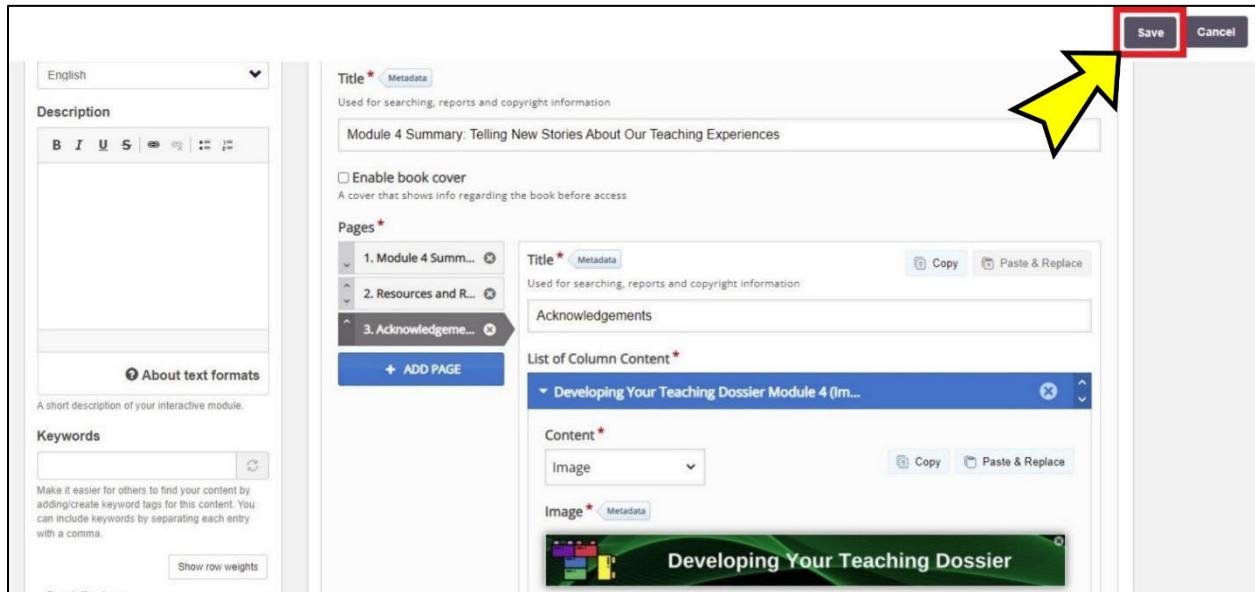 Save
Cancel
English
Description
B I U S
About text formats
A short description of your interactive module.
Keywords
Make it easier for others to find your content by
adding/create keyword tags for this content. You
can include keywords by separating each entry
with a comma.
Show row weights
Title * Metadata
Used for searching, reports and copyright information
Module 4 Summary: Telling New Stories About Our Teaching Experiences
Enable book cover
A cover that shows info regarding the book before access
Pages *
1. Module 4 Summ...
2. Resources and R...
3. Acknowledgeme...
+ ADD PAGE
Title * Metadata
Copy
Paste & Replace
Used for searching, reports and copyright information
Acknowledgements
List of Column Content *
Developing Your Teaching Dossier Module 4 (Im...
Content *
Image
Copy
Paste & Replace
Image * Metadata
Developing Your Teaching Dossier